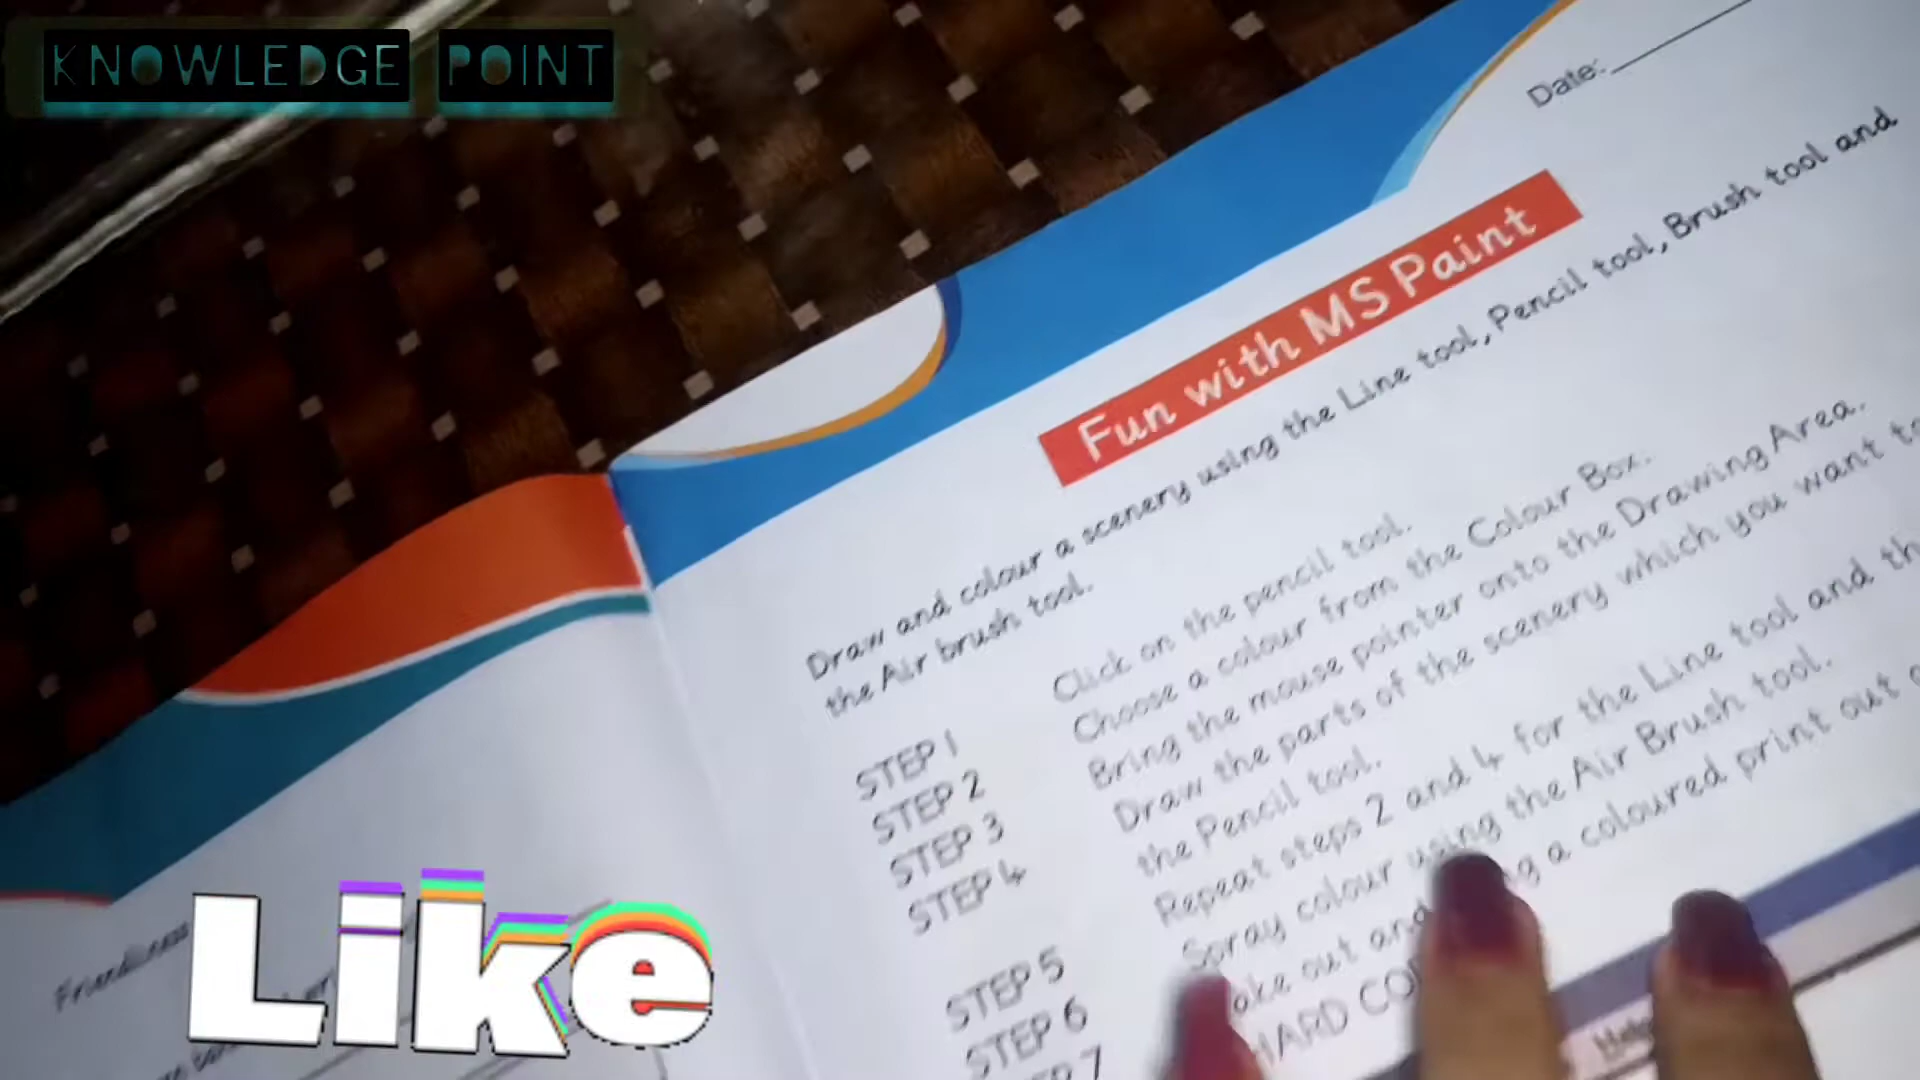 KNOWLEDGE POINT
Date:
Fun with MS Paint
Draw and colour a scenery using the Line tool, Pencil tool, Brush tool and
the Air brush tool.
STEP 1 Click on the pencil tool.
STEP 2 Choose a colour from the Colour Box.
STEP 3 Bring the mouse pointer onto the Drawing Area.
STEP 4 Draw the parts of the scenery which you want
the Pencil tool.
STEP 5 Repeat steps 2 and 4 for the Line tool and
STEP 6 Spray colour using the Air Brush tool.
7 out and a coloured print out
HARD
Like